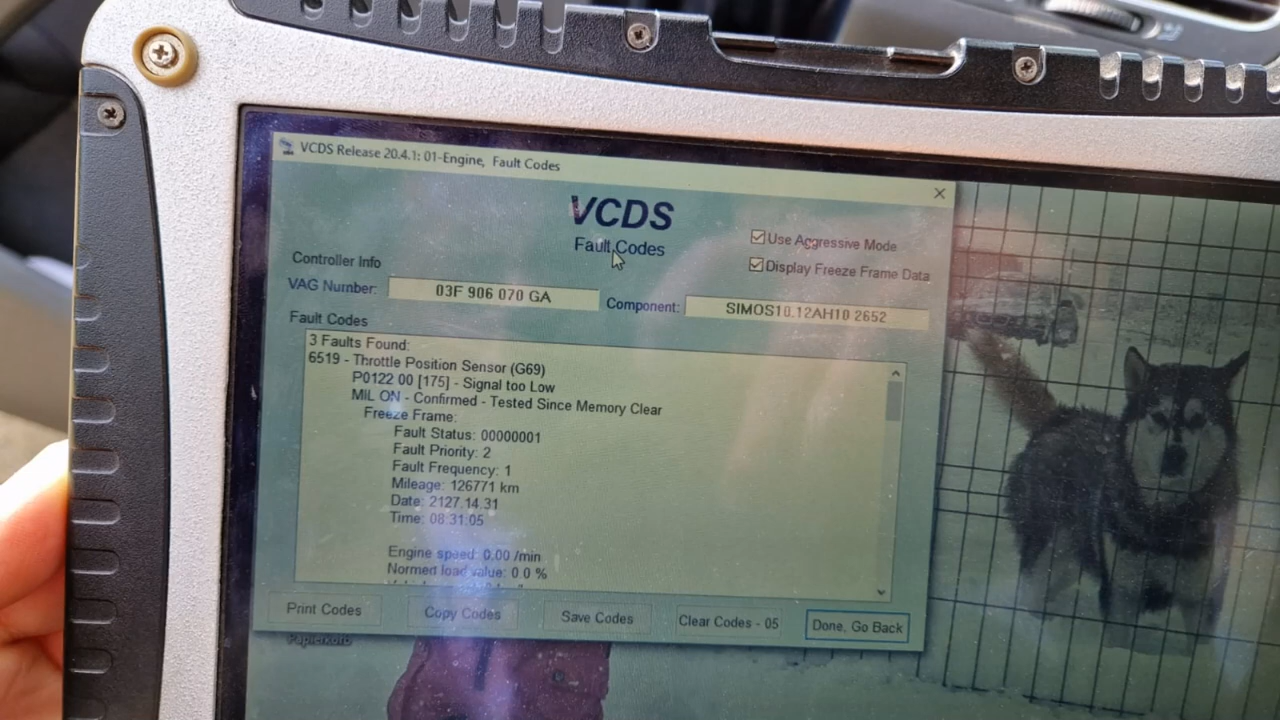 VCDS Release 20.4.1: 01-Engine, Fault Codes
VCDS
Fault Codes
Use Aggressive Mode
Display Freeze Frame Data
Controller Info
VAG Number:
03F 906 070 GA
Component:
SIMOS10.12AH10 2652
Fault Codes
3 Faults Found:
6519 - Throttle Position Sensor (G69)
P0122 00 [175] - Signal too Low
MIL ON - Confirmed - Tested Since Memory Clear
Freeze Frame:
Fault Status: 00000001
Fault Priority: 2
Fault Frequency: 1
Mileage: 126771 km
Date: 2127.14.31
Time: 08:31:05
Engine speed: 0.00 /min
Normed load value: 0.0 %
Print Codes
Copy Codes
Save Codes
Clear Codes - 05
Done, Go Back
Papierkorb